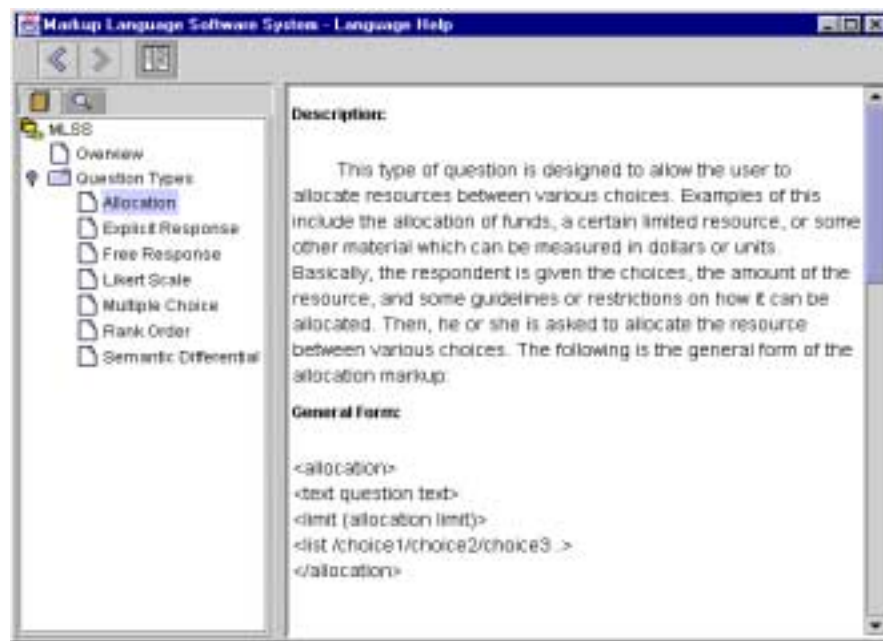 Markup Language Software System - Language Help
MLSS
Overview
Question Types
Allocation
Explicit Response
Free Response
Likert Scale
Multiple Choice
Rank Order
Semantic Differential
Description:
This type of question is designed to allow the user to
allocate resources between various choices. Examples of this
include the allocation of funds, a certain limited resource, or some
other material which can be measured in dollars or units.
Basically, the respondent is given the choices, the amount of the
resource, and some guidelines or restrictions on how it can be
allocated. Then, he or she is asked to allocate the resource
between various choices. The following is the general form of the
allocation markup:
General Form:
<allocation>
<text question text>
<limit (allocation limit)>
<list /choice1/choice2/choice3..>
</allocation>